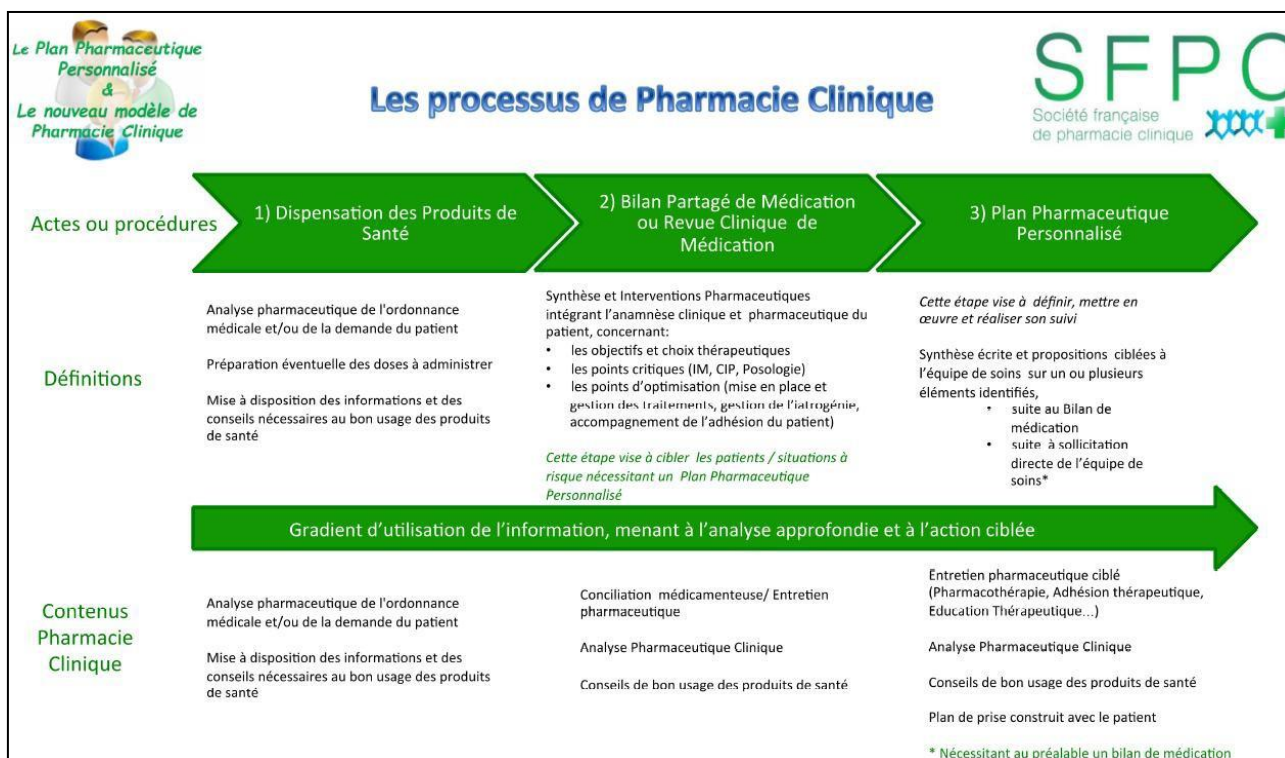 Le Plan Pharmaceutique
Personnalisé
&
Le nouveau modèle de
Pharmacie Clinique
Les processus de Pharmacie Clinique
SFPC
Société française
de pharmacie clinique
Actes ou procédures
1) Dispensation des Produits de
Santé
2) Bilan Partagé de Médication
ou Revue Clinique de
Médication
3) Plan Pharmaceutique
Personnalisé
Définitions
Analyse pharmaceutique de l'ordonnance
médicale et/ou de la demande du patient
Préparation éventuelle des doses à administrer
Mise à disposition des informations et des
conseils nécessaires au bon usage des produits
de santé
Synthèse et Interventions Pharmaceutiques
intégrant l'anamnèse clinique et pharmaceutique du
patient, concernant:
• les objectifs et choix thérapeutiques
• les points critiques (IM, CIP, Posologie)
• les points d'optimisation (mise en place et
gestion des traitements, gestion de l'iatrogénie,
accompagnement de l'adhésion du patient)
Cette étape vise à cibler les patients / situations à
risque nécessitant un Plan Pharmaceutique
Personnalisé
Cette étape vise à définir, mettre en
œuvre et réaliser son suivi
Synthèse écrite et propositions ciblées à
l'équipe de soins sur un ou plusieurs
éléments identifiés,
• suite au Bilan de
médication
• suite à sollicitation
directe de l'équipe de
soins*
Gradient d'utilisation de l'information, menant à l'analyse approfondie et à l'action ciblée
Contenus
Pharmacie
Clinique
Analyse pharmaceutique de l'ordonnance
médicale et/ou de la demande du patient
Mise à disposition des informations et des
conseils nécessaires au bon usage des produits
de santé
Conciliation médicamenteuse/ Entretien
pharmaceutique
Analyse Pharmaceutique Clinique
Conseils de bon usage des produits de santé
Entretien pharmaceutique ciblé
(Pharmacothérapie, Adhésion thérapeutique,
Education Thérapeutique...)
Analyse Pharmaceutique Clinique
Conseils de bon usage des produits de santé
Plan de prise construit avec le patient
* Nécessitant au préalable un bilan de médication